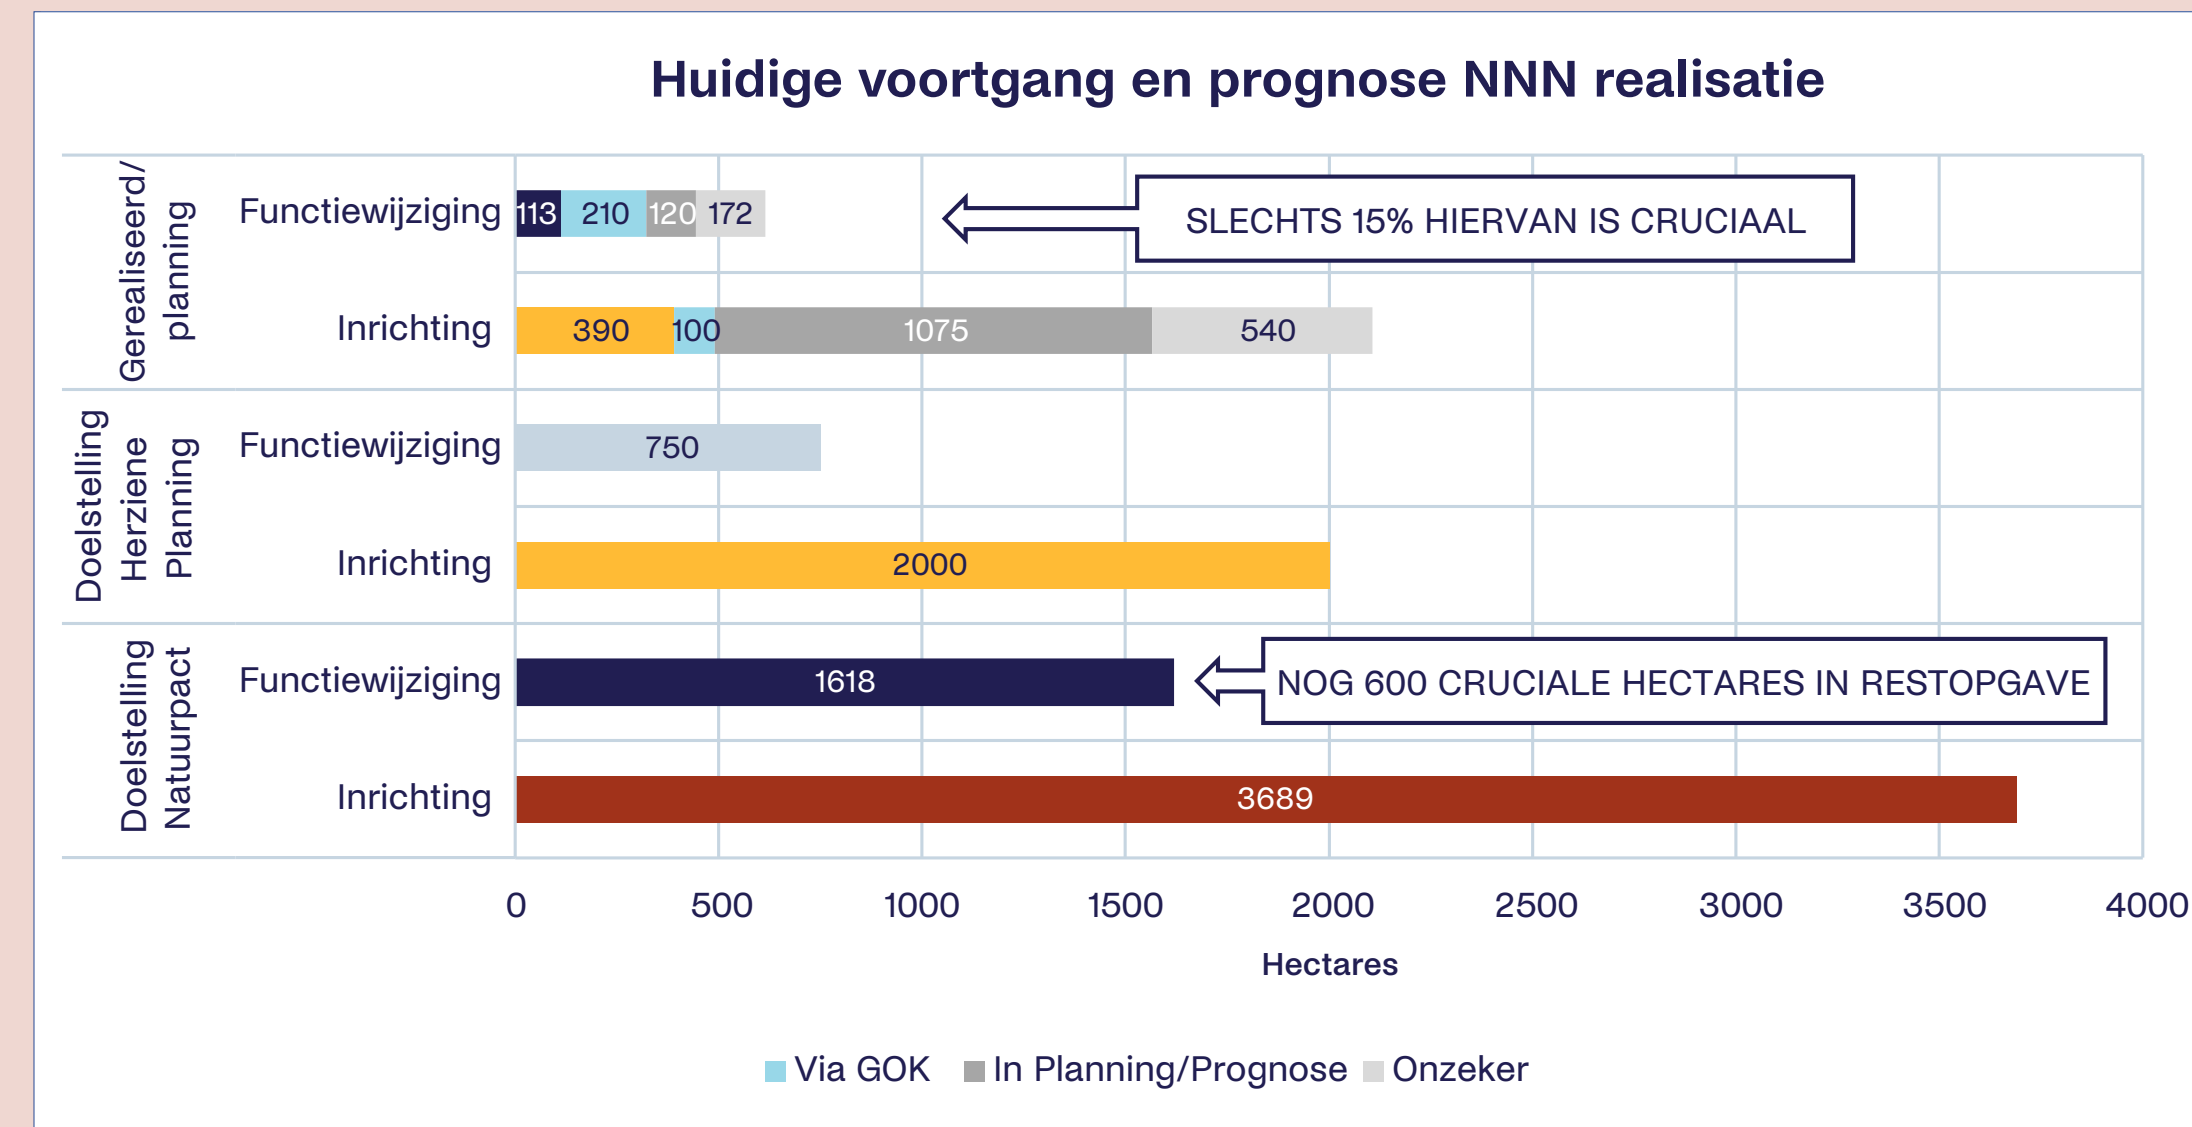 Huidige voortgang en prognose NNN realisatie
Gerealiseerd/
planning
Functiewijziging
113 210 120 172
SLECHTS 15% HIERVAN IS CRUCIAAL
Inrichting
390 100 1075 540
Doelstelling
Herziene
Planning
Functiewijziging
750
Inrichting
2000
Doelstelling
Natuurpact
Functiewijziging
1618
NOG 600 CRUCIALE HECTARES IN RESTOPGAVE
Inrichting
3689
0 500 1000 1500 2000 2500 3000 3500 4000
Hectares
Via GOK In Planning/Prognose Onzeker